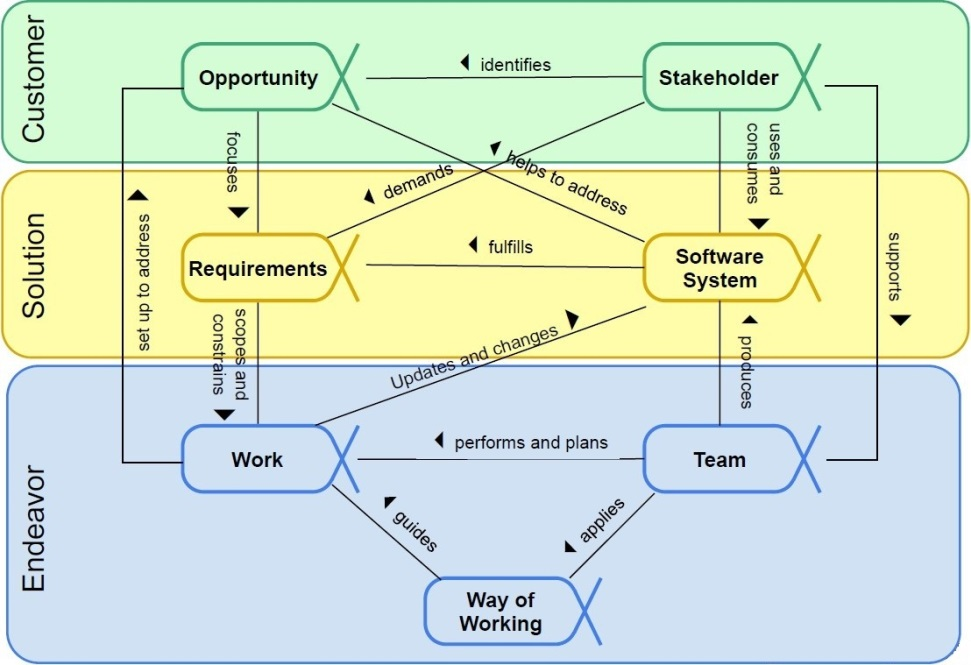 Customer
Opportunity
identifies
Stakeholder
focuses
demands
helps to address
uses and
consumes
Solution
set up to address
Requirements
fulfills
Software
System
supports
scopes and
constrains
Updates and changes
produces
Endeavor
Work
performs and plans
Team
guides
applies
Way of
Working